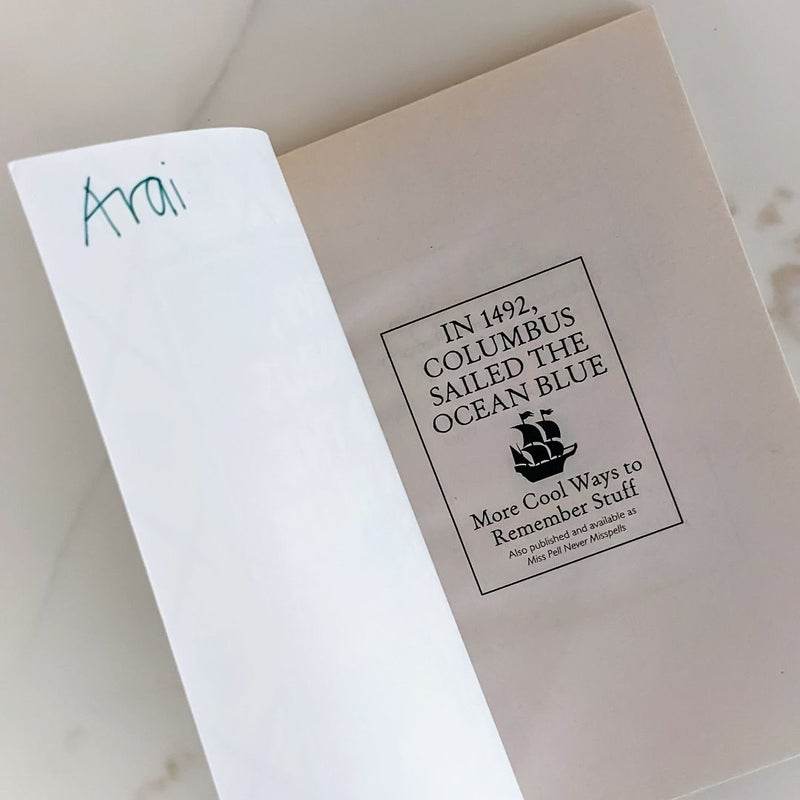 Arai
IN 1492,
COLUMBUS
SAILED THE
OCEAN BLUE
More Cool Ways to
Remember Stuff
Also published and available as
Miss Pell Never Misspells